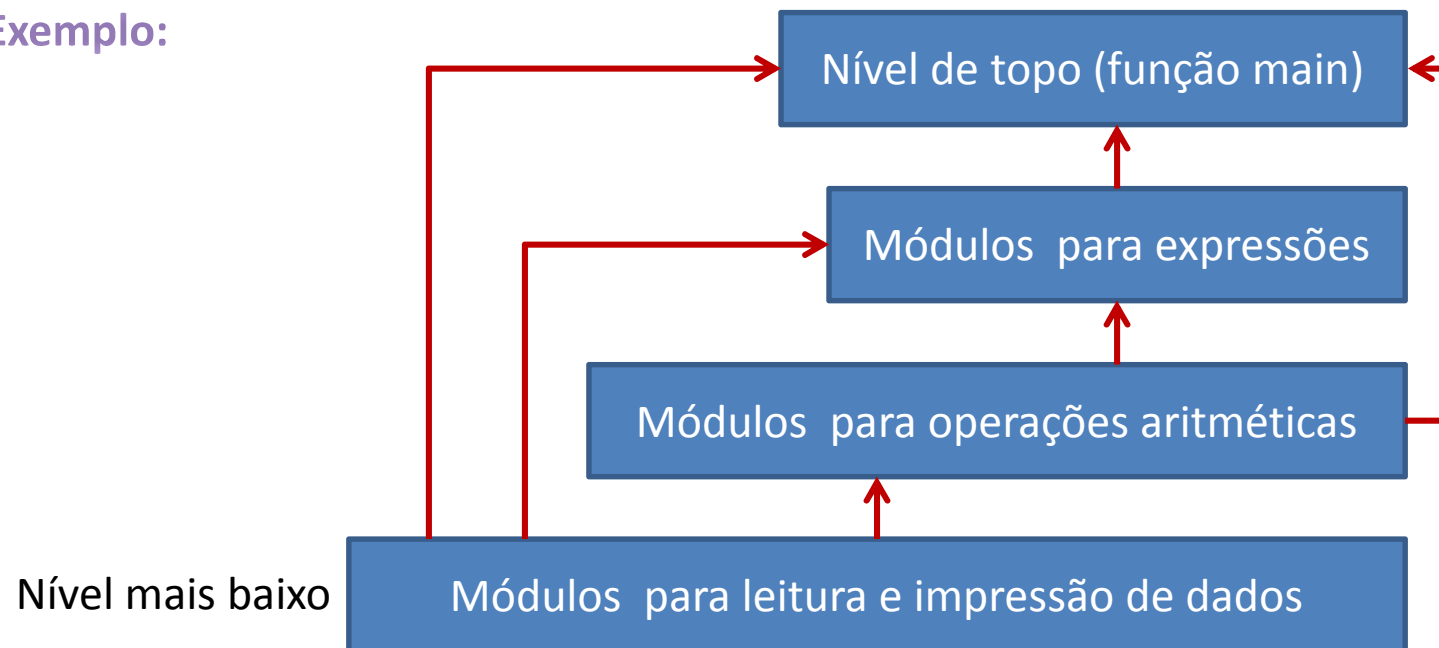 Exemplo:
Nível de topo (função main)
Módulos para expressões
Módulos para operações aritméticas
Nível mais baixo
Módulos para leitura e impressão de dados